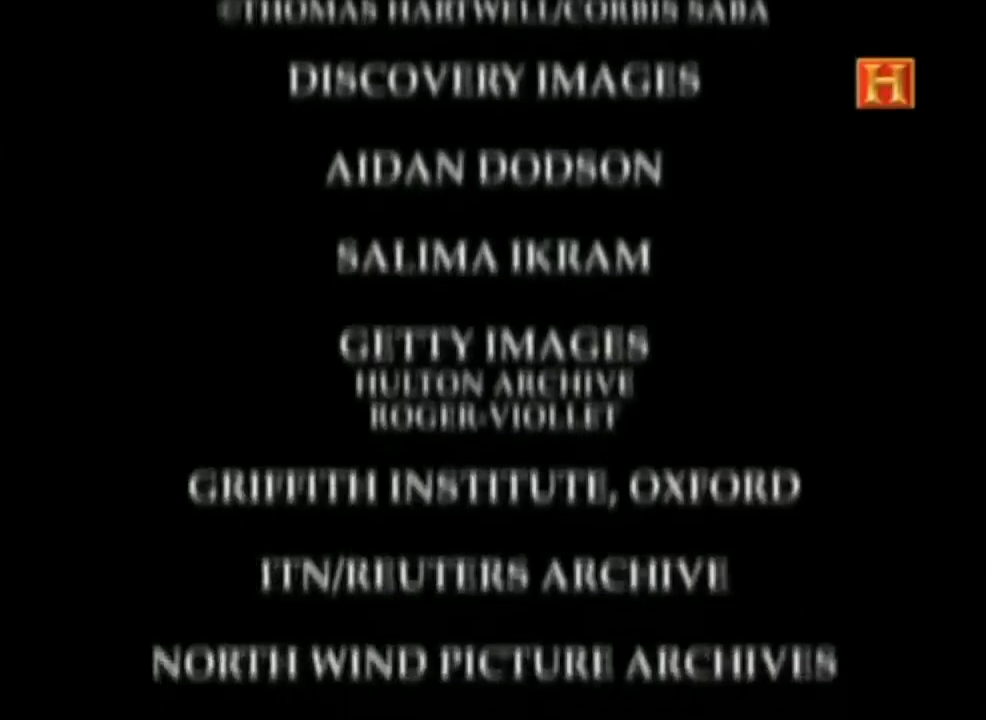 ©THOMAS HARTWELL/CORBIS SABA
DISCOVERY IMAGES
H
AIDAN DODSON
SALIMA IKRAM
GETTY IMAGES
HULTON ARCHIVE
ROGER-VIOLLET
GRIFFITH INSTITUTE, OXFORD
ITN/REUTERS ARCHIVE
NORTH WIND PICTURE ARCHIVES